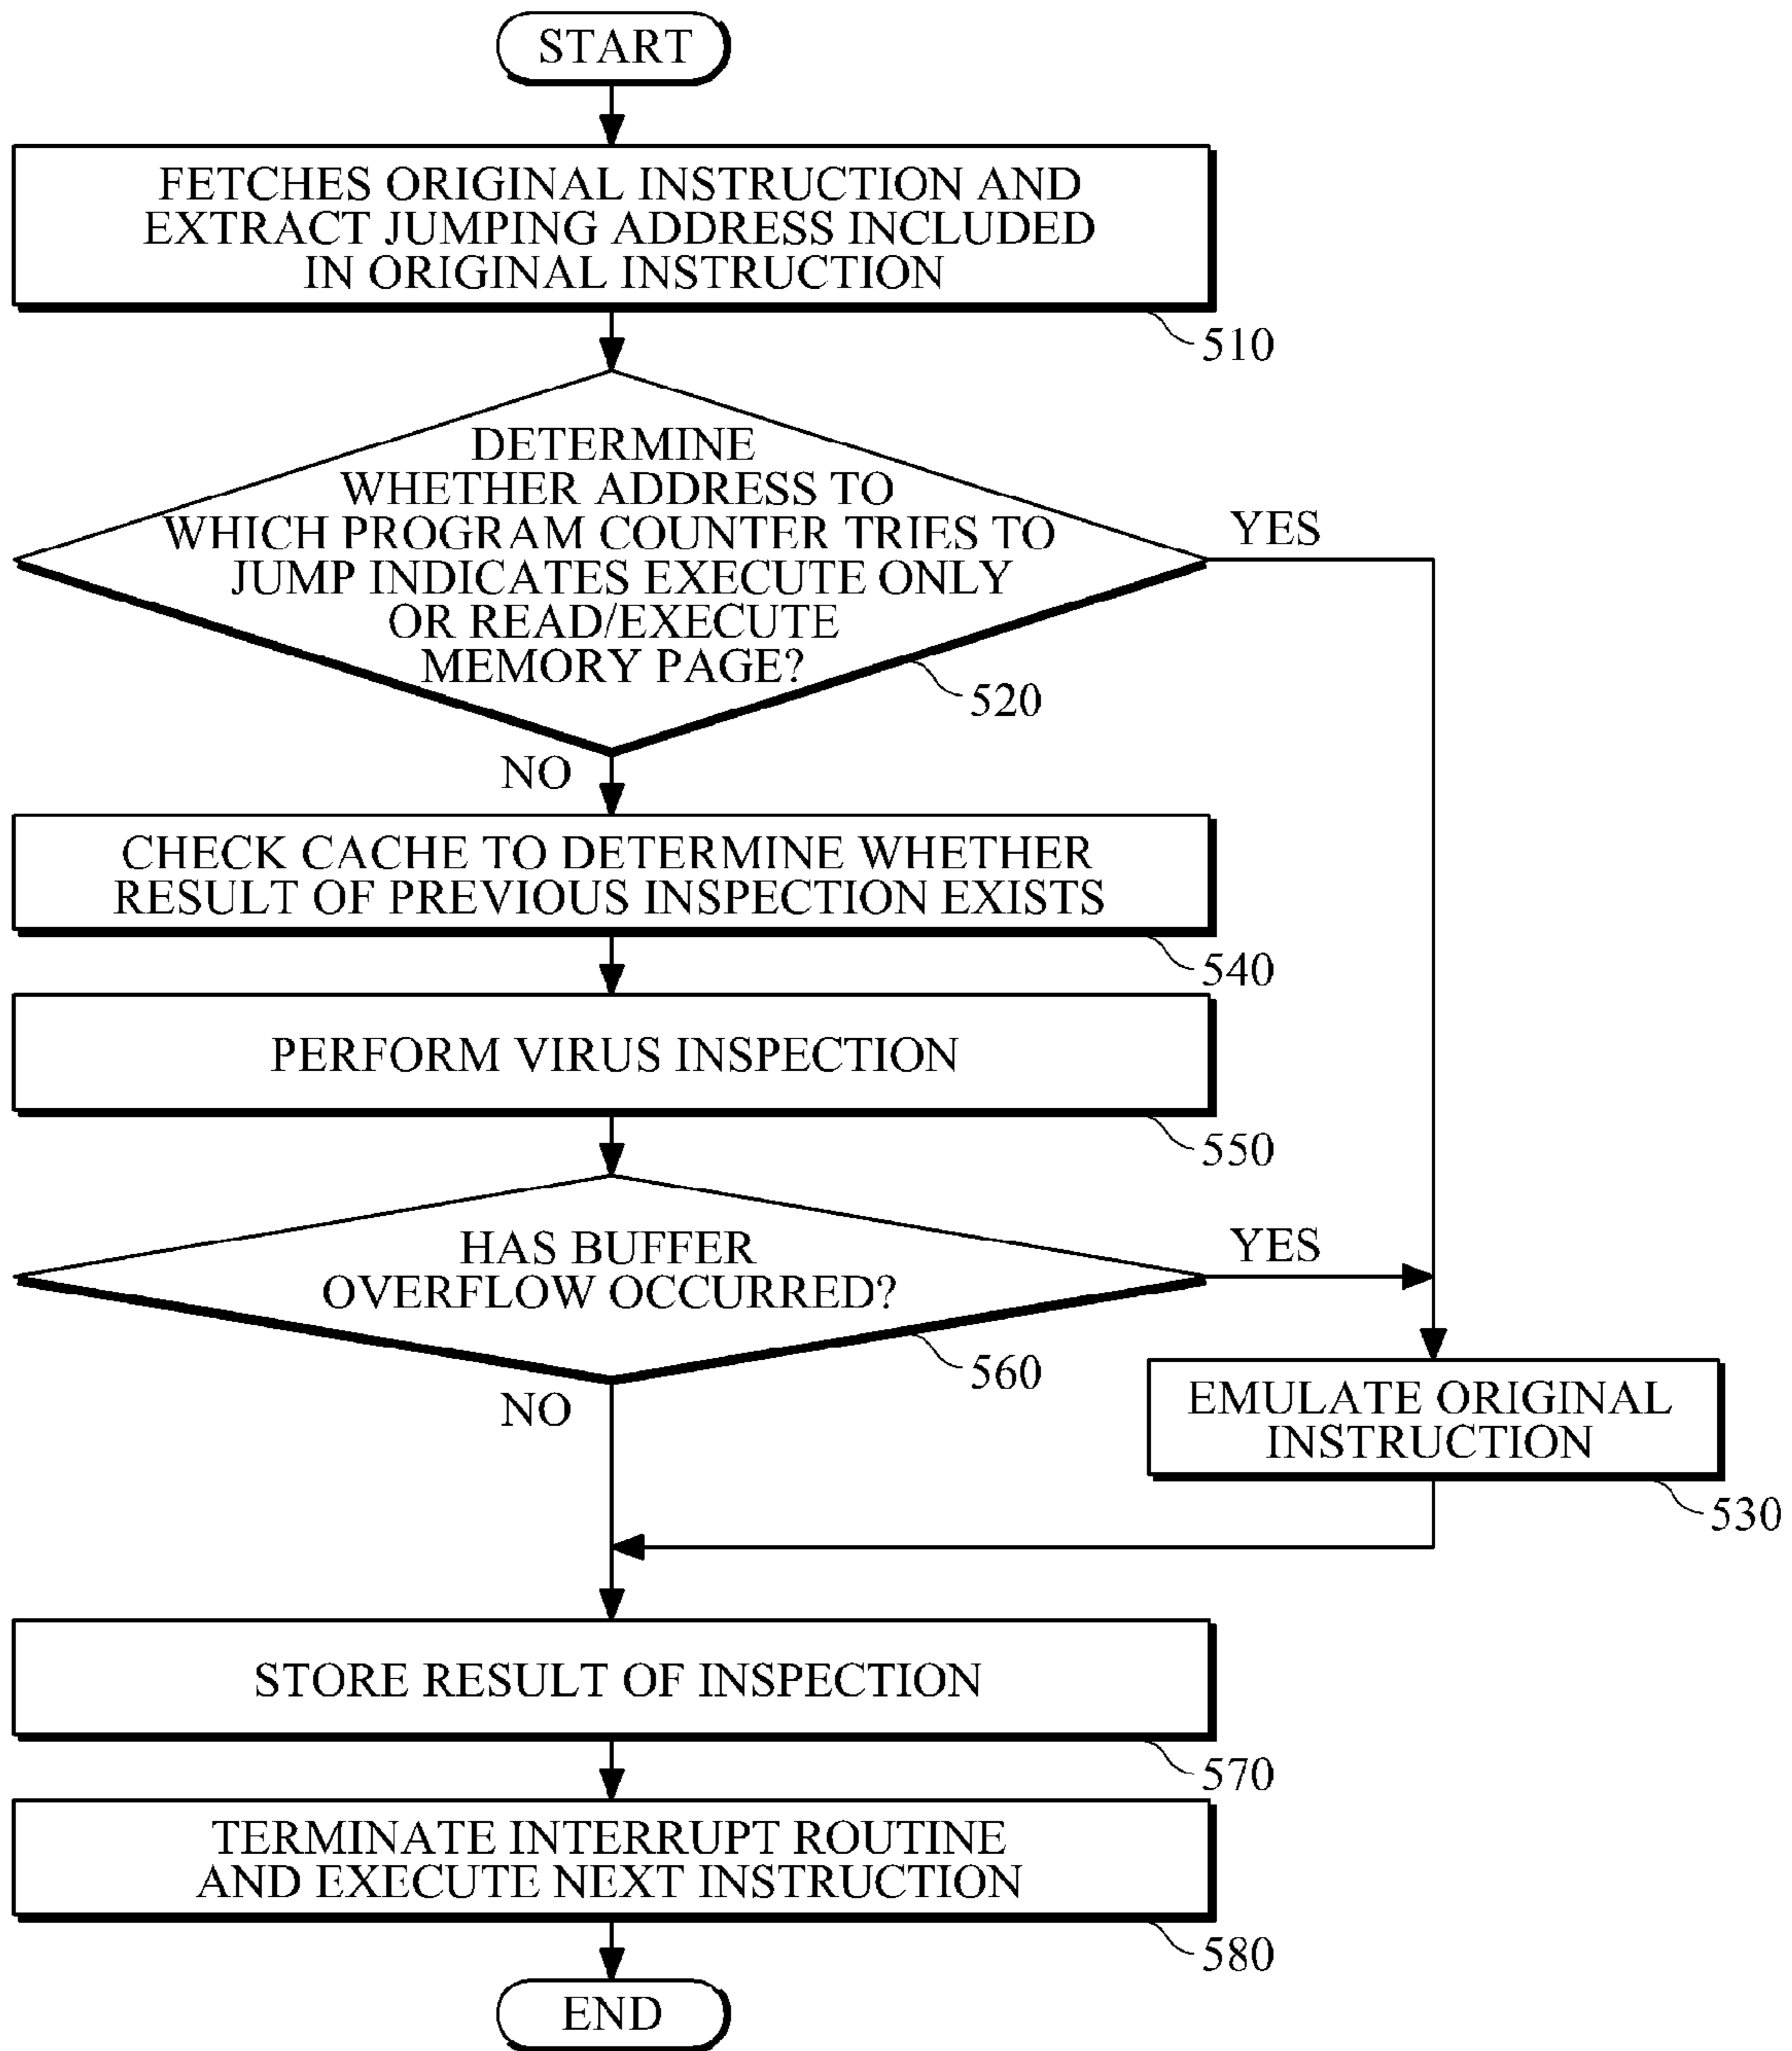 START
FETCHES ORIGINAL INSTRUCTION AND
EXTRACT JUMPING ADDRESS INCLUDED
IN ORIGINAL INSTRUCTION
510
DETERMINE
WHETHER ADDRESS TO
WHICH PROGRAM COUNTER TRIES TO
JUMP INDICATES EXECUTE ONLY
OR READ/EXECUTE
MEMORY PAGE?
YES
520
NO
CHECK CACHE TO DETERMINE WHETHER
RESULT OF PREVIOUS INSPECTION EXISTS
540
PERFORM VIRUS INSPECTION
550
HAS BUFFER
OVERFLOW OCCURRED?
YES
560
NO
EMULATE ORIGINAL
INSTRUCTION
530
STORE RESULT OF INSPECTION
570
TERMINATE INTERRUPT ROUTINE
AND EXECUTE NEXT INSTRUCTION
580
END